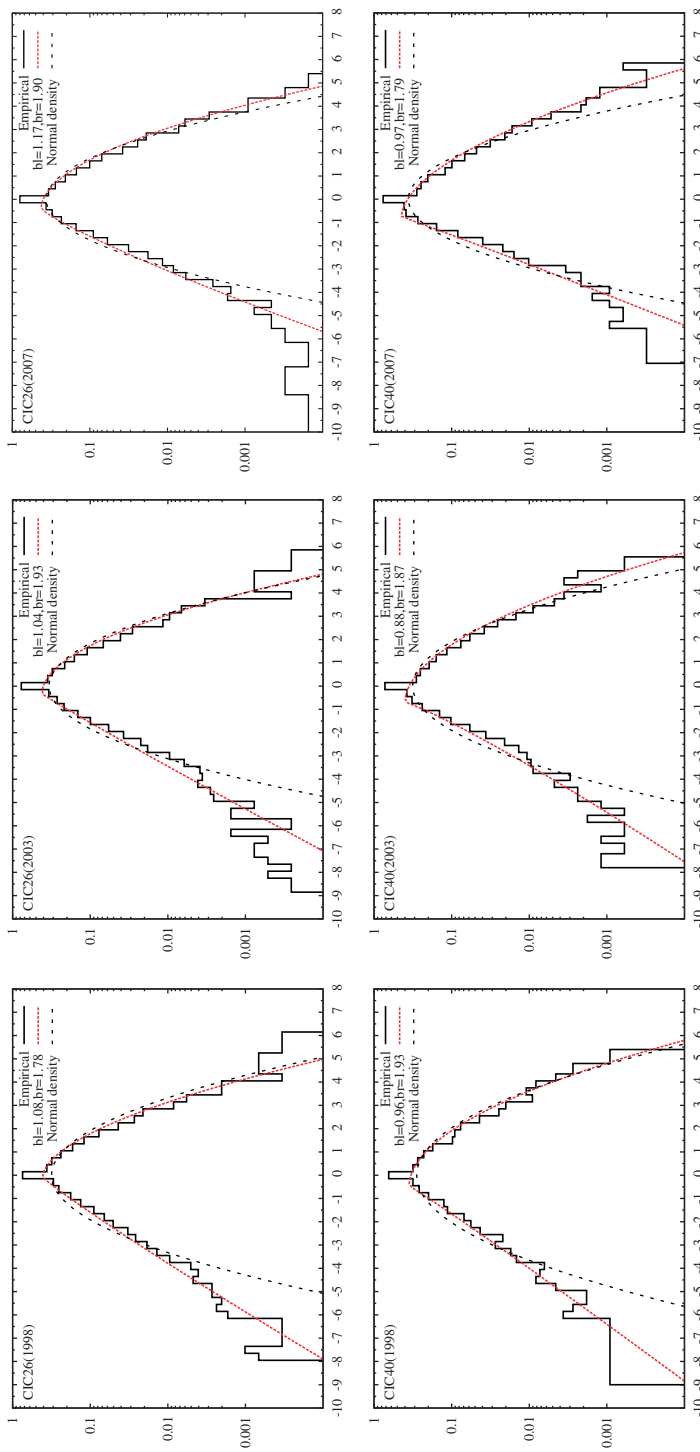 CIC26(1998)
Empirical
bl=1.08,br=1.78
Normal density
1
0.1
0.01
0.001
-10 -9 -8 -7 -6 -5 -4 -3 -2 -1 0 1 2 3 4 5 6 7 8
CIC26(2003)
Empirical
bl=1.04,br=1.93
Normal density
1
0.1
0.01
0.001
-10 -9 -8 -7 -6 -5 -4 -3 -2 -1 0 1 2 3 4 5 6 7 8
CIC26(2007)
Empirical
bl=1.17,br=1.90
Normal density
1
0.1
0.01
0.001
-10 -9 -8 -7 -6 -5 -4 -3 -2 -1 0 1 2 3 4 5 6 7 8
CIC40(1998)
Empirical
bl=0.96,br=1.93
Normal density
1
0.1
0.01
0.001
-10 -9 -8 -7 -6 -5 -4 -3 -2 -1 0 1 2 3 4 5 6 7 8
CIC40(2003)
Empirical
bl=0.88,br=1.87
Normal density
1
0.1
0.01
0.001
-10 -9 -8 -7 -6 -5 -4 -3 -2 -1 0 1 2 3 4 5 6 7 8
CIC40(2007)
Empirical
bl=0.97,br=1.79
Normal density
1
0.1
0.01
0.001
-10 -9 -8 -7 -6 -5 -4 -3 -2 -1 0 1 2 3 4 5 6 7 8